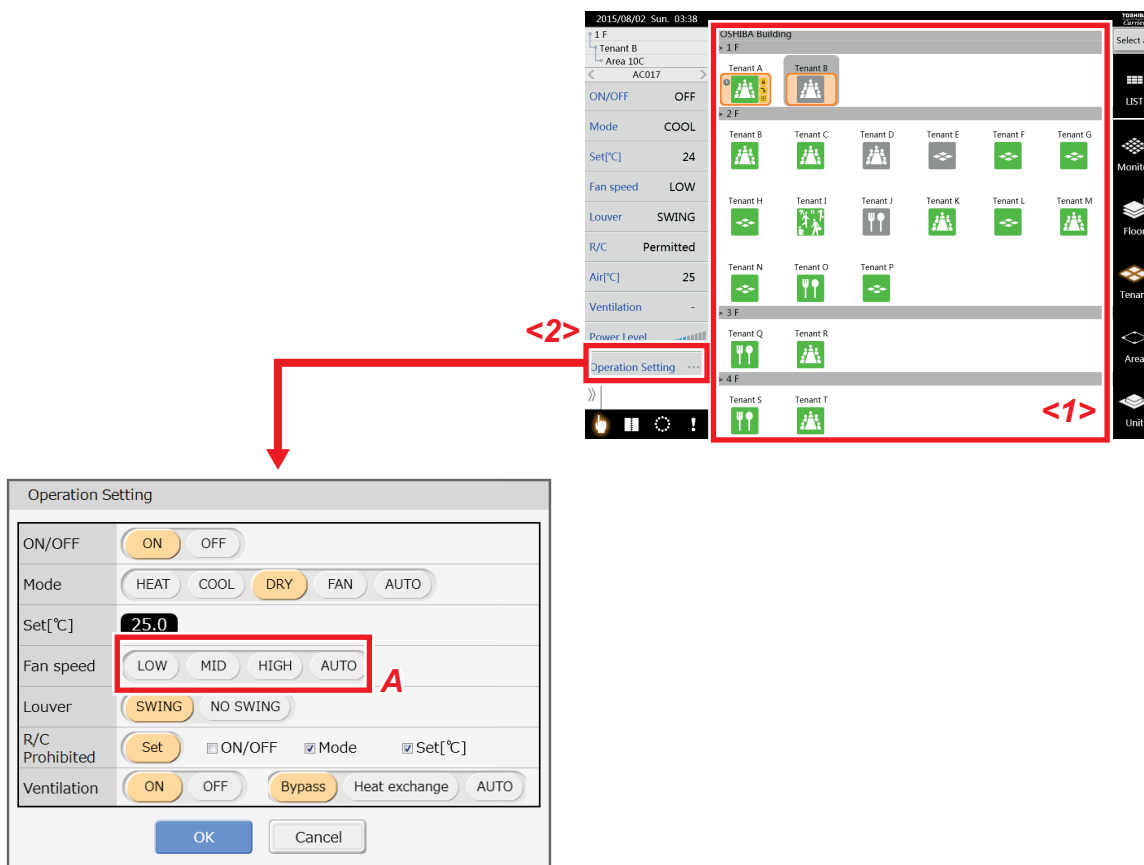 2015/08/02 Sun. 03:38
TOSHIBA
Carrier
1 F
Tenant B
Area 10C
< AC017 >
ON/OFF OFF
Mode COOL
Set[℃] 24
Fan speed LOW
Louver SWING
R/C Permitted
Air[℃] 25
Ventilation -
Power Level
Operation Setting ...
<2>
OSHIBA Building
> 1 F
Tenant A Tenant B
> 2 F
Tenant B Tenant C Tenant D Tenant E Tenant F Tenant G
Tenant H Tenant I Tenant J Tenant K Tenant L Tenant M
Tenant N Tenant O Tenant P
> 3 F
Tenant Q Tenant R
> 4 F
Tenant S Tenant T
<1>
Select a
LIST
Monito
Floor
Tenan
Area
Unit
Operation Setting
ON/OFF ON OFF
Mode HEAT COOL DRY FAN AUTO
Set[℃] 25.0
Fan speed LOW MID HIGH AUTO
A
Louver SWING NO SWING
R/C
Prohibited Set ON/OFF Mode Set[℃]
Ventilation ON OFF Bypass Heat exchange AUTO
OK Cancel